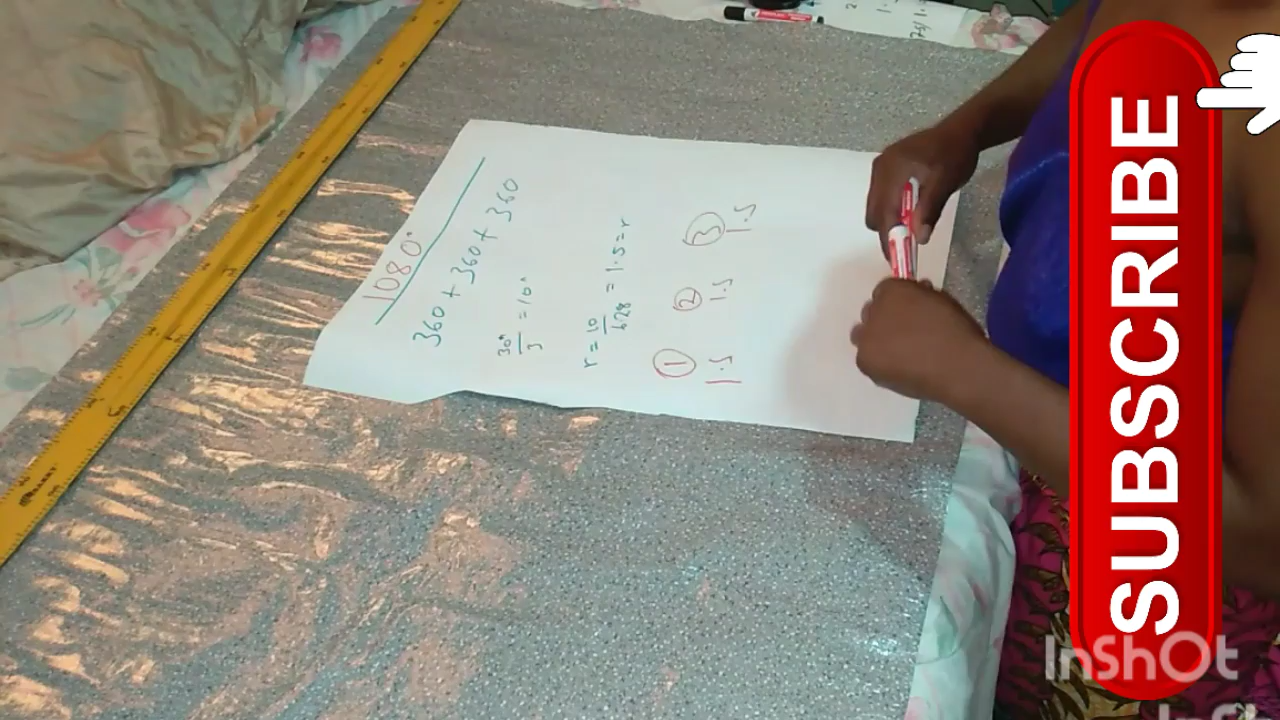 1080°
360 + 360 + 360
30"/3 = 10"
r = 10/6.28 = 1.5 = r
① ② ③
1.5 1.5 1.5
SUBSCRIBE
InShOt